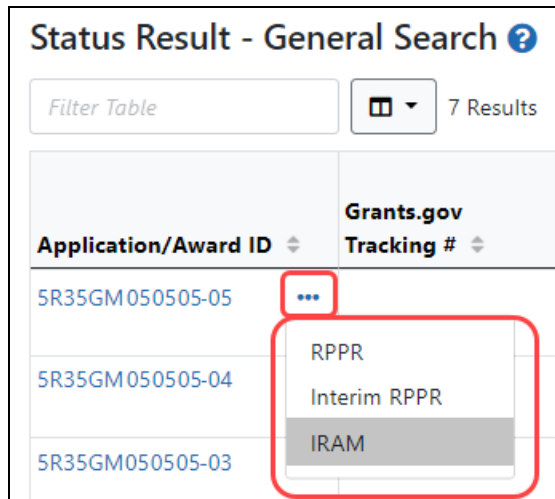 Status Result - General Search ?
Filter Table
7 Results
Application/Award ID
Grants.gov
Tracking #
5R35GM050505-05
RPPR
5R35GM050505-04
Interim RPPR
IRAM
5R35GM050505-03